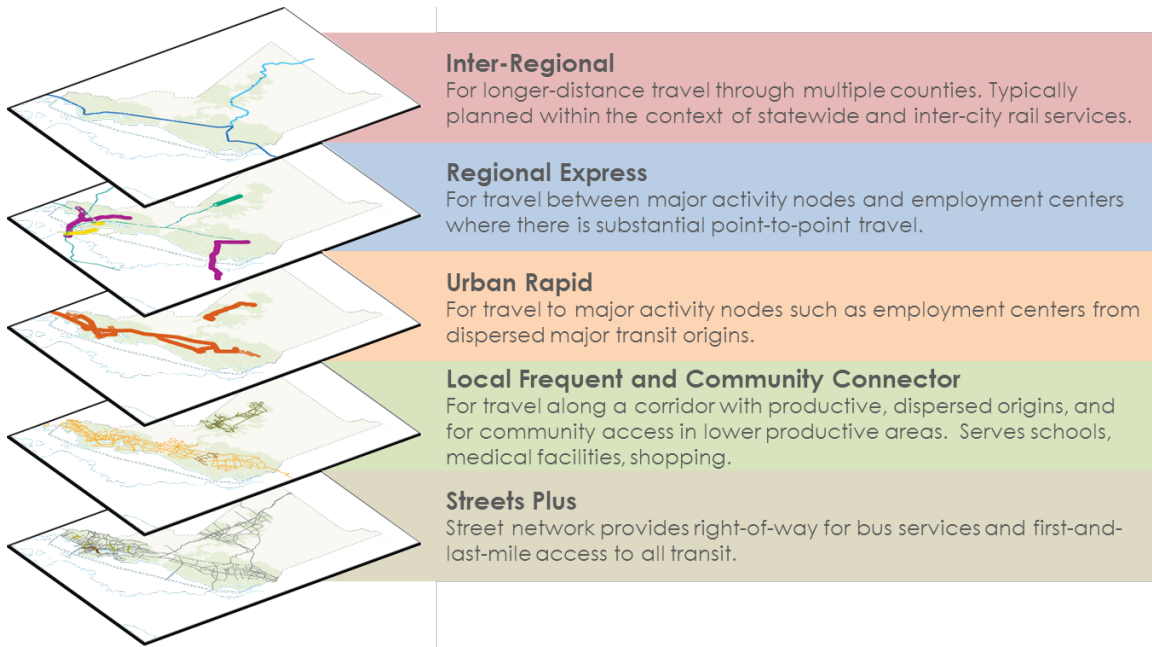 Inter-Regional
For longer-distance travel through multiple counties. Typically
planned within the context of statewide and inter-city rail services.
Regional Express
For travel between major activity nodes and employment centers
where there is substantial point-to-point travel.
Urban Rapid
For travel to major activity nodes such as employment centers from
dispersed major transit origins.
Local Frequent and Community Connector
For travel along a corridor with productive, dispersed origins, and
for community access in lower productive areas.  Serves schools,
medical facilities, shopping.
Streets Plus
Street network provides right-of-way for bus services and first-and-
last-mile access to all transit.